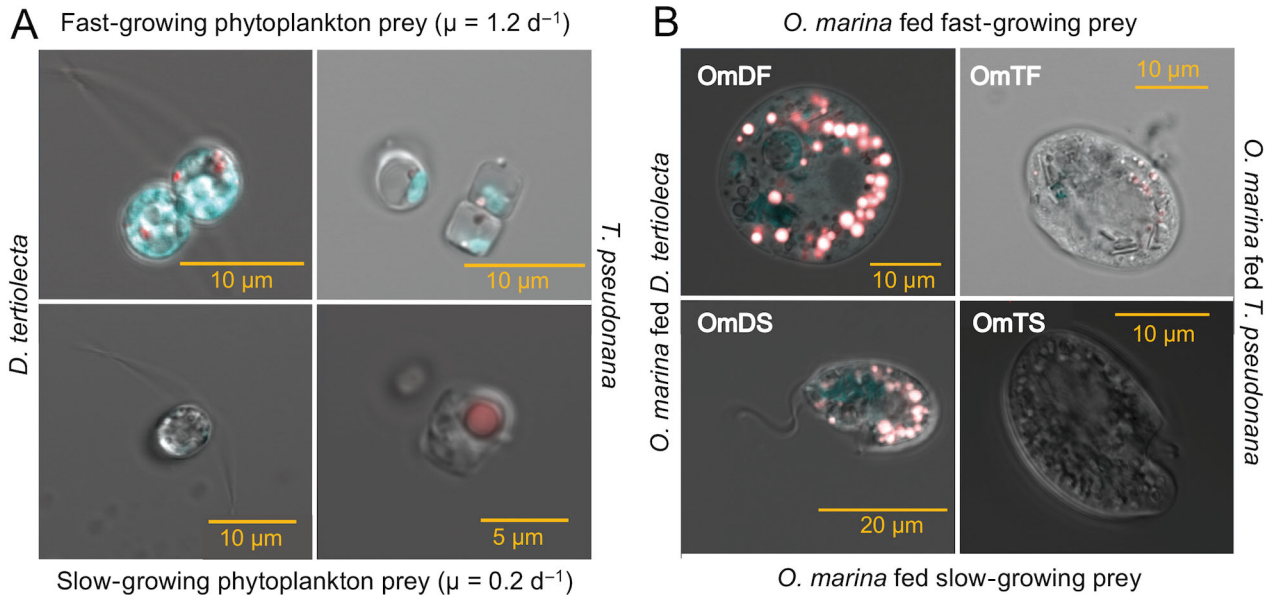 A
Fast-growing phytoplankton prey (μ = 1.2 d⁻¹)
D. tertiolecta
10 μm
10 μm
T. pseudonana
10 μm
5 μm
Slow-growing phytoplankton prey (μ = 0.2 d⁻¹)
B
O. marina fed fast-growing prey
O. marina fed D. tertiolecta
OmDF
10 μm
OmTF
10 μm
O. marina fed T. pseudonana
OmDS
20 μm
OmTS
10 μm
O. marina fed slow-growing prey